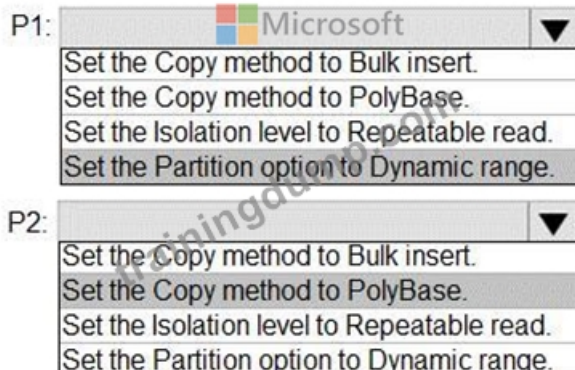 P1:
Microsoft
Set the Copy method to Bulk insert.
Set the Copy method to PolyBase.
Set the Isolation level to Repeatable read.
Set the Partition option to Dynamic range.
P2:
Set the Copy method to Bulk insert.
Set the Copy method to PolyBase.
Set the Isolation level to Repeatable read.
Set the Partition option to Dynamic range.
trainingdump.com